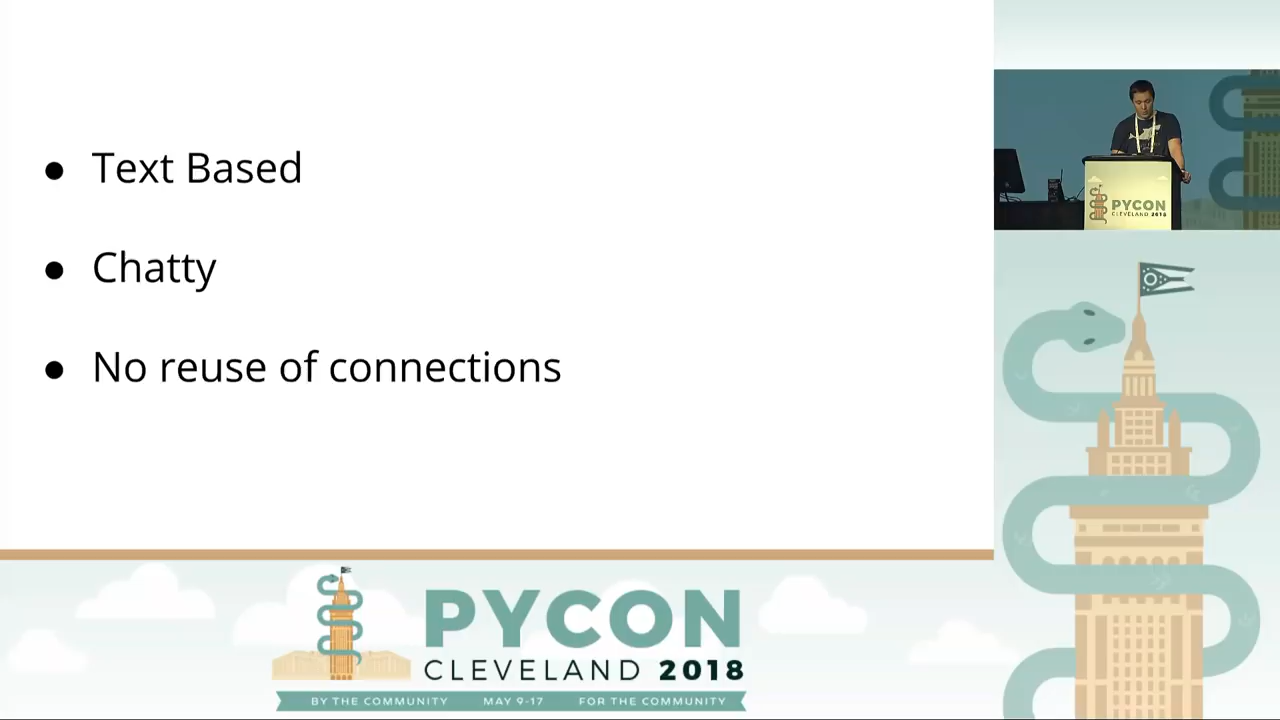 Text Based
Chatty
No reuse of connections
PYCON
CLEVELAND 2018
PYCON
CLEVELAND 2018
BY THE COMMUNITY MAY 9-17 FOR THE COMMUNITY